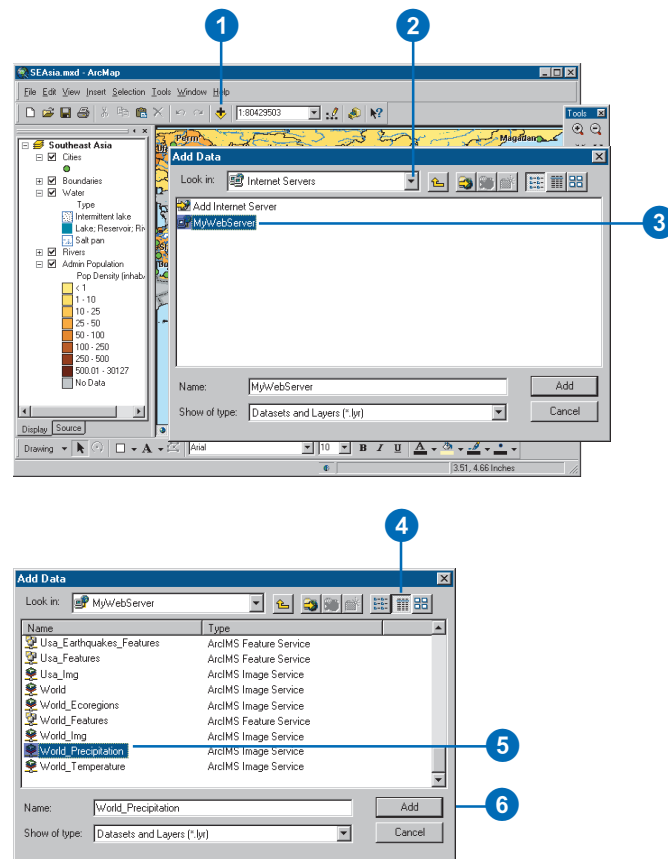 1
2
SEAsia.mxd - ArcMap
File Edit View Insert Selection Tools Window Help
1:80429503
Tools
Southeast Asia
Cities
Boundaries
Water
Type
Intermittent lake
Lake; Reservoir; Ri
Salt pan
Rivers
Admin Population
Pop Density (inhab
< 1
1 - 10
10 - 25
25 - 50
50 - 100
100 - 250
250 - 500
500.01 - 30127
No Data
Display Source
Perm
Magadan
Add Data
Look in: Internet Servers
Add Internet Server
MyWebServer
3
Name: MyWebServer Add
Show of type: Datasets and Layers (*.lyr) Cancel
Drawing A Arial 10 B I U A
3.51, 4.66 Inches
4
Add Data
Look in: MyWebServer
Name Type
Usa_Earthquakes_Features ArcIMS Feature Service
Usa_Features ArcIMS Feature Service
Usa_Img ArcIMS Image Service
World ArcIMS Image Service
World_Ecoregions ArcIMS Image Service
World_Features ArcIMS Feature Service
World_Img ArcIMS Image Service
World_Precipitation ArcIMS Image Service
World_Temperature ArcIMS Image Service
5
Name: World_Precipitation Add
6
Show of type: Datasets and Layers (*.lyr) Cancel